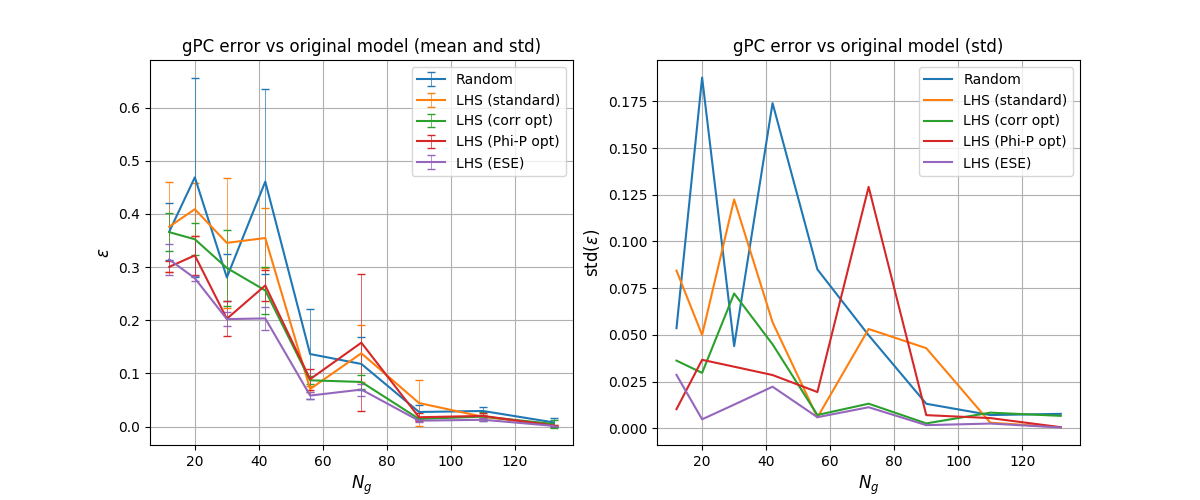 gPC error vs original model (mean and std)
ε
0.6
0.5
0.4
0.3
0.2
0.1
0.0
20 40 60 80 100 120
N_g
Random
LHS (standard)
LHS (corr opt)
LHS (Phi-P opt)
LHS (ESE)
gPC error vs original model (std)
std(ε)
0.175
0.150
0.125
0.100
0.075
0.050
0.025
0.000
20 40 60 80 100 120
N_g
Random
LHS (standard)
LHS (corr opt)
LHS (Phi-P opt)
LHS (ESE)